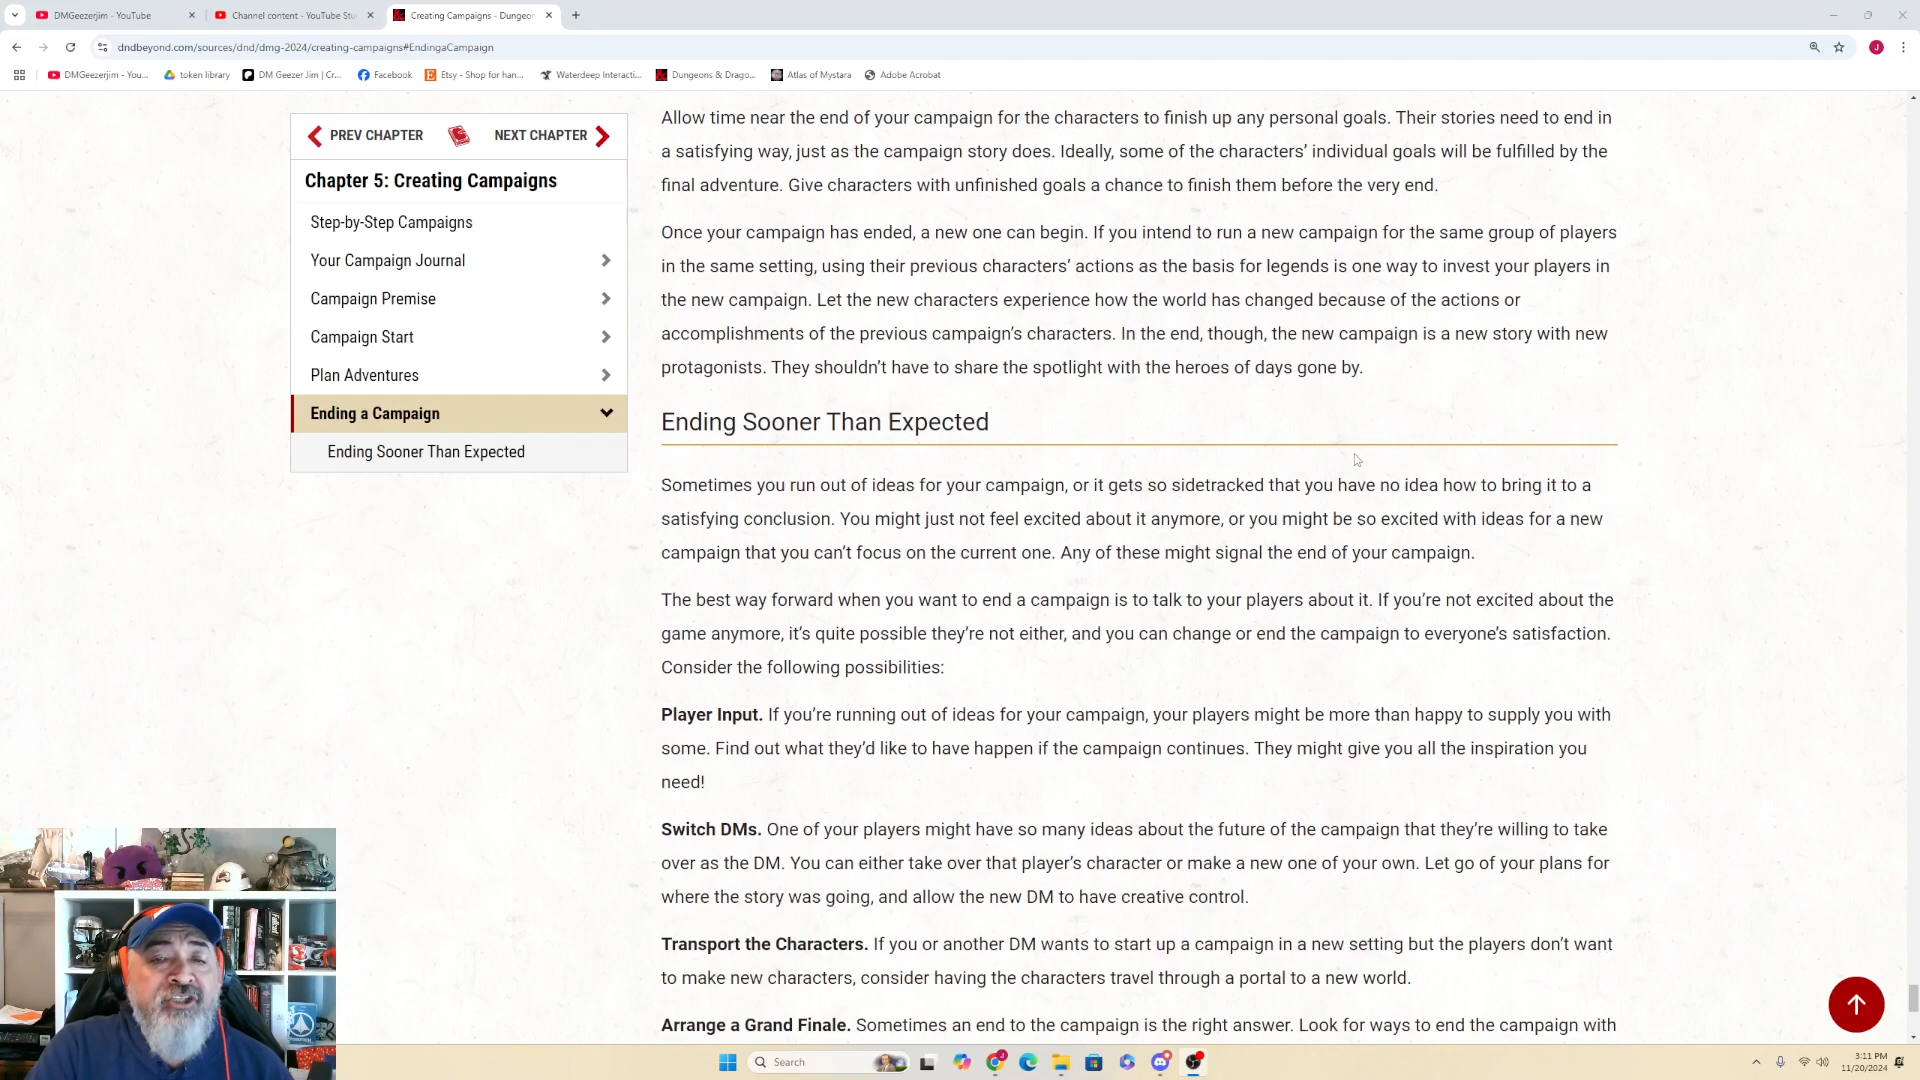 DMGeezerjim - YouTube
Channel content - YouTube Stu
Creating Campaigns - Dungeon
dndbeyond.com/sources/dnd/dmg-2024/creating-campaigns#EndingaCampaign
J
DMGeezerjim - You...
token library
DM Geezer Jim | Cr...
Facebook
Etsy - Shop for han...
Waterdeep Interacti...
Dungeons & Drago...
Atlas of Mystara
Adobe Acrobat
PREV CHAPTER
NEXT CHAPTER
Chapter 5: Creating Campaigns
Step-by-Step Campaigns
Your Campaign Journal
Campaign Premise
Campaign Start
Plan Adventures
Ending a Campaign
Ending Sooner Than Expected
Allow time near the end of your campaign for the characters to finish up any personal goals. Their stories need to end in
a satisfying way, just as the campaign story does. Ideally, some of the characters’ individual goals will be fulfilled by the
final adventure. Give characters with unfinished goals a chance to finish them before the very end.
Once your campaign has ended, a new one can begin. If you intend to run a new campaign for the same group of players
in the same setting, using their previous characters’ actions as the basis for legends is one way to invest your players in
the new campaign. Let the new characters experience how the world has changed because of the actions or
accomplishments of the previous campaign’s characters. In the end, though, the new campaign is a new story with new
protagonists. They shouldn’t have to share the spotlight with the heroes of days gone by.
Ending Sooner Than Expected
Sometimes you run out of ideas for your campaign, or it gets so sidetracked that you have no idea how to bring it to a
satisfying conclusion. You might just not feel excited about it anymore, or you might be so excited with ideas for a new
campaign that you can’t focus on the current one. Any of these might signal the end of your campaign.
The best way forward when you want to end a campaign is to talk to your players about it. If you’re not excited about the
game anymore, it’s quite possible they’re not either, and you can change or end the campaign to everyone’s satisfaction.
Consider the following possibilities:
Player Input. If you’re running out of ideas for your campaign, your players might be more than happy to supply you with
some. Find out what they’d like to have happen if the campaign continues. They might give you all the inspiration you
need!
Switch DMs. One of your players might have so many ideas about the future of the campaign that they’re willing to take
over as the DM. You can either take over that player’s character or make a new one of your own. Let go of your plans for
where the story was going, and allow the new DM to have creative control.
Transport the Characters. If you or another DM wants to start up a campaign in a new setting but the players don’t want
to make new characters, consider having the characters travel through a portal to a new world.
Arrange a Grand Finale. Sometimes an end to the campaign is the right answer. Look for ways to end the campaign with
Search
3:11 PM
11/20/2024